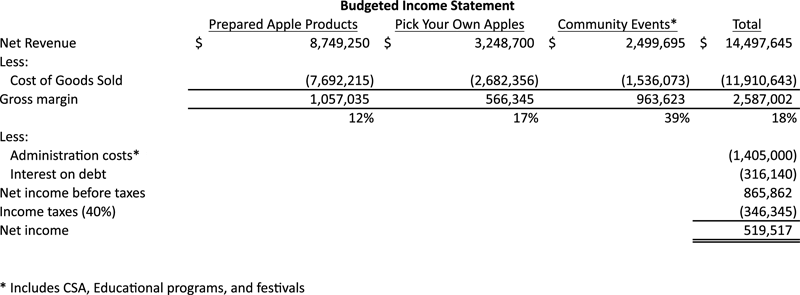 Budgeted Income Statement
Prepared Apple Products Pick Your Own Apples Community Events* Total
Net Revenue $ 8,749,250 $ 3,248,700 $ 2,499,695 $ 14,497,645
Less:
Cost of Goods Sold (7,692,215) (2,682,356) (1,536,073) (11,910,643)
Gross margin 1,057,035 566,345 963,623 2,587,002
12% 17% 39% 18%
Less:
Administration costs* (1,405,000)
Interest on debt (316,140)
Net income before taxes 865,862
Income taxes (40%) (346,345)
Net income 519,517
* Includes CSA, Educational programs, and festivals